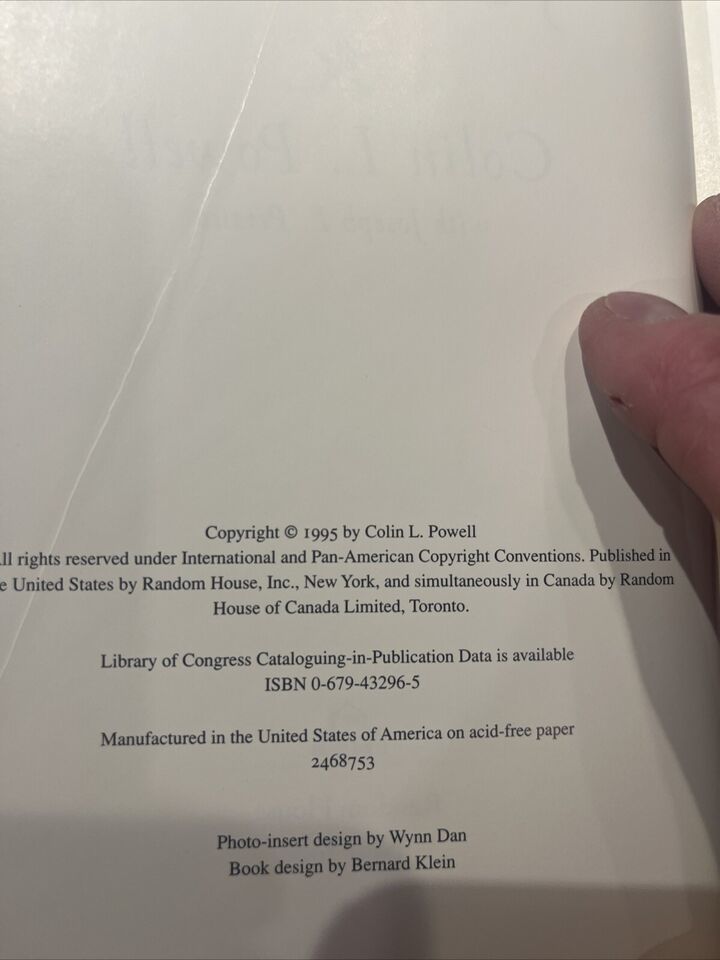 Copyright © 1995 by Colin L. Powell
ll rights reserved under International and Pan-American Copyright Conventions. Published in
e United States by Random House, Inc., New York, and simultaneously in Canada by Random
House of Canada Limited, Toronto.
Library of Congress Cataloguing-in-Publication Data is available
ISBN 0-679-43296-5
Manufactured in the United States of America on acid-free paper
2468753
Photo-insert design by Wynn Dan
Book design by Bernard Klein